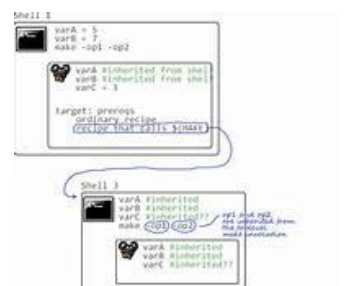 Shell 1
varA = 5
varB = 7
make -op1 -op2
varA #inherited from shell
varB #inherited from shell
varC = 3
target: prereqs
ordinary recipe
recipe that calls $(MAKE)
Shell 3
varA #inherited
varB #inherited
varC #inherited??
make -op1 -op2
op1 and op2
are inherited from
the
make invocation
varA #inherited
varB #inherited
varC #inherited??